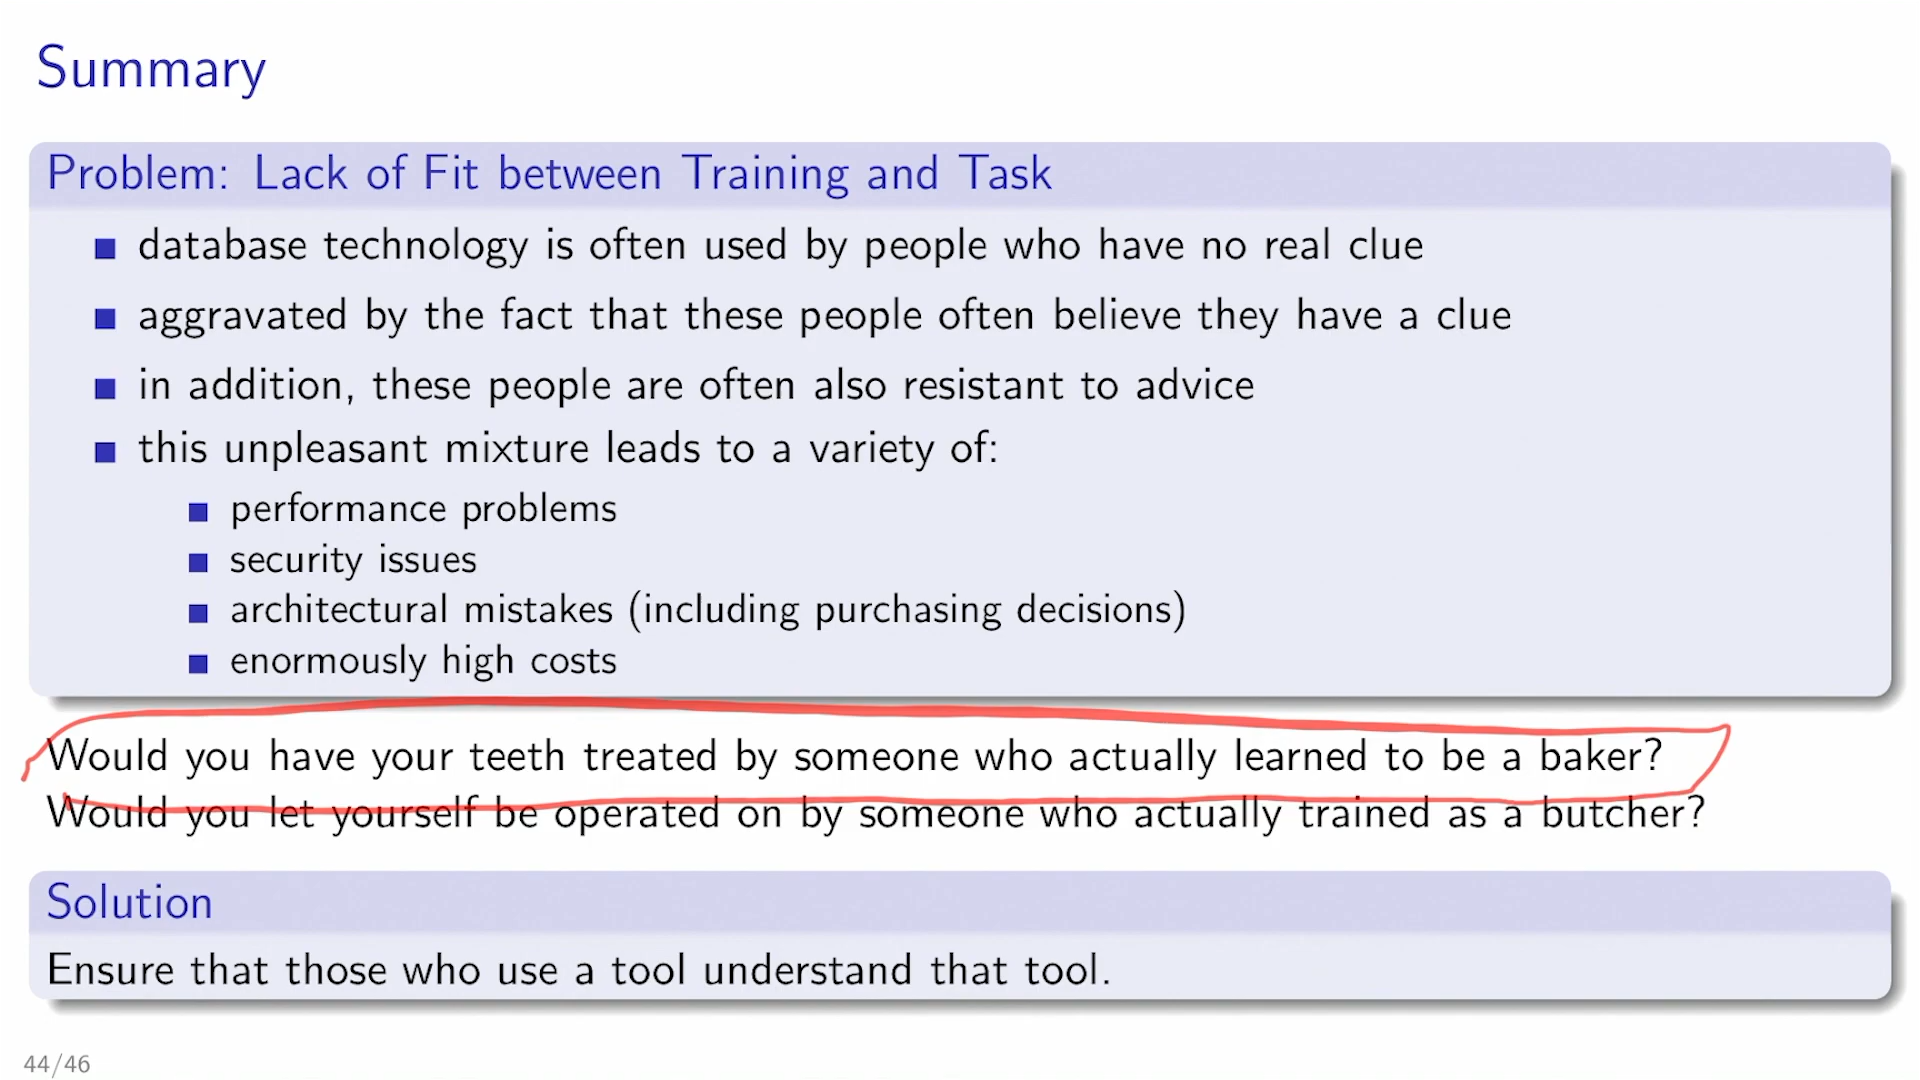 Summary
Problem: Lack of Fit between Training and Task
database technology is often used by people who have no real clue
aggravated by the fact that these people often believe they have a clue
in addition, these people are often also resistant to advice
this unpleasant mixture leads to a variety of:
performance problems
security issues
architectural mistakes (including purchasing decisions)
enormously high costs
Would you have your teeth treated by someone who actually learned to be a baker?
Would you let yourself be operated on by someone who actually trained as a butcher?
Solution
Ensure that those who use a tool understand that tool.
44/46